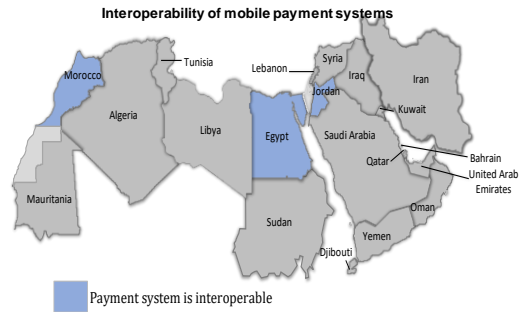 Interoperability of mobile payment systems
Morocco
Tunisia
Lebanon
Syria
Iraq
Iran
Algeria
Libya
Egypt
Jordan
Kuwait
Saudi Arabia
Qatar
Bahrain
United Arab
Emirates
Mauritania
Sudan
Oman
Yemen
Djibouti
Payment system is interoperable